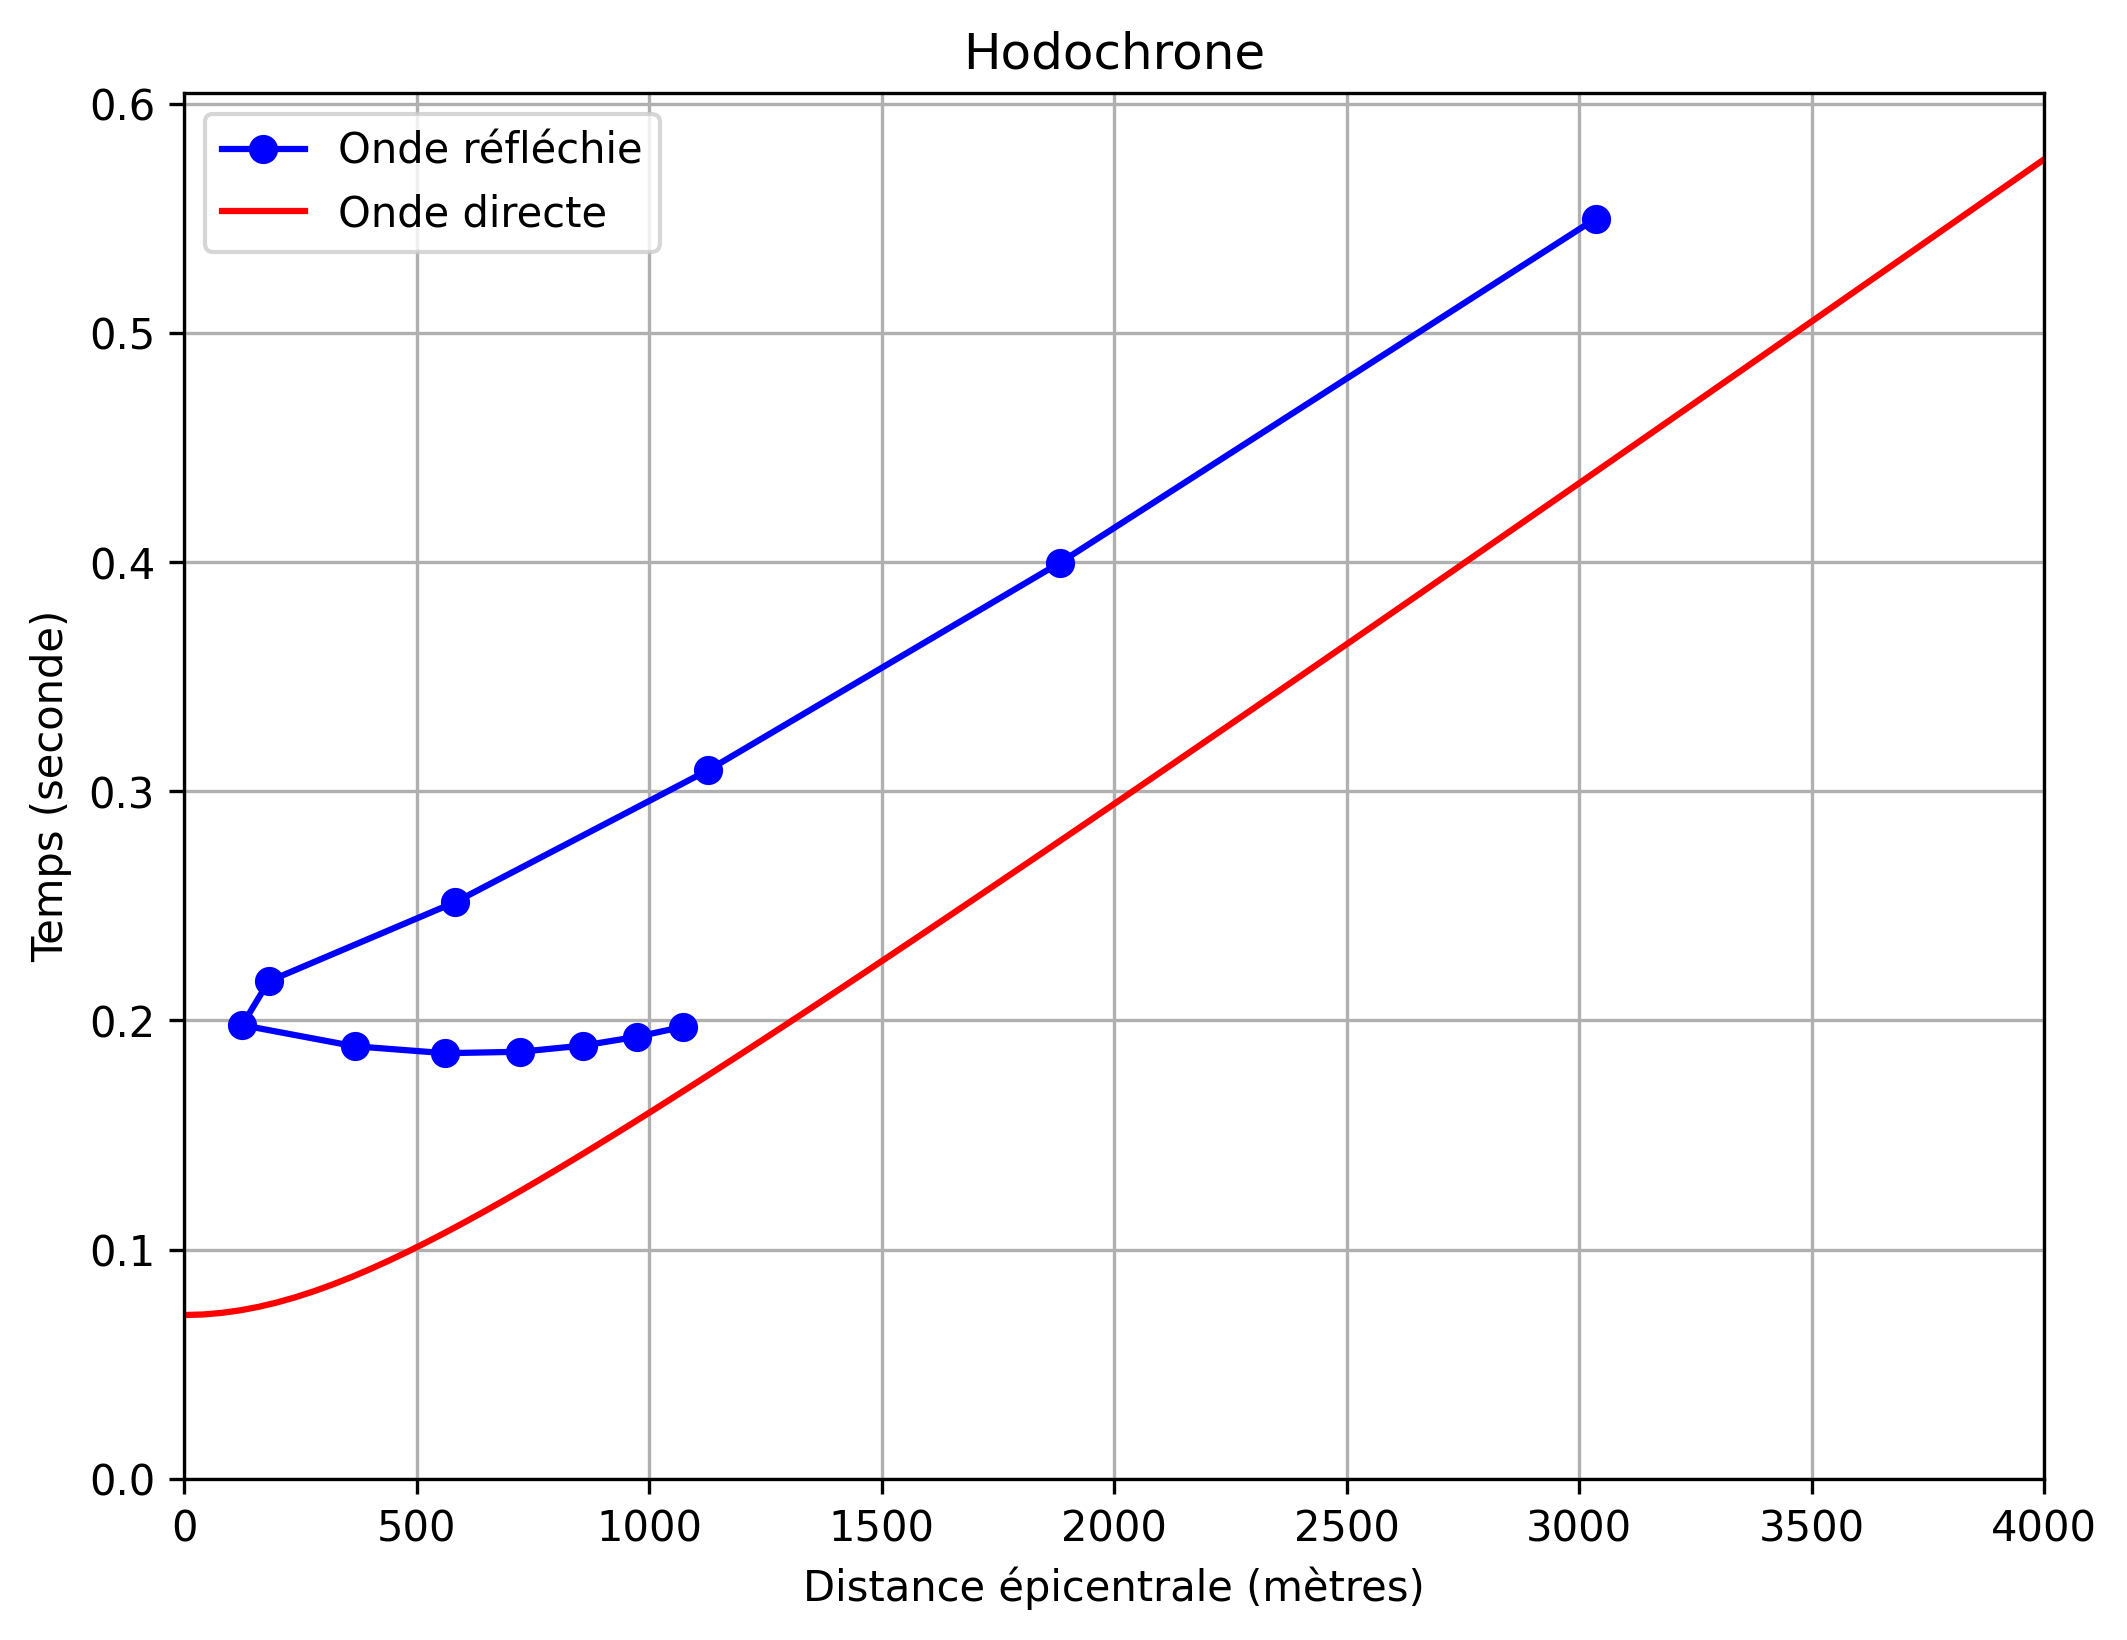 Hodochrone
Onde réfléchie
Onde directe
0.6
0.5
0.4
0.3
0.2
0.1
0.0
Temps (seconde)
0 500 1000 1500 2000 2500 3000 3500 4000
Distance épicentrale (mètres)